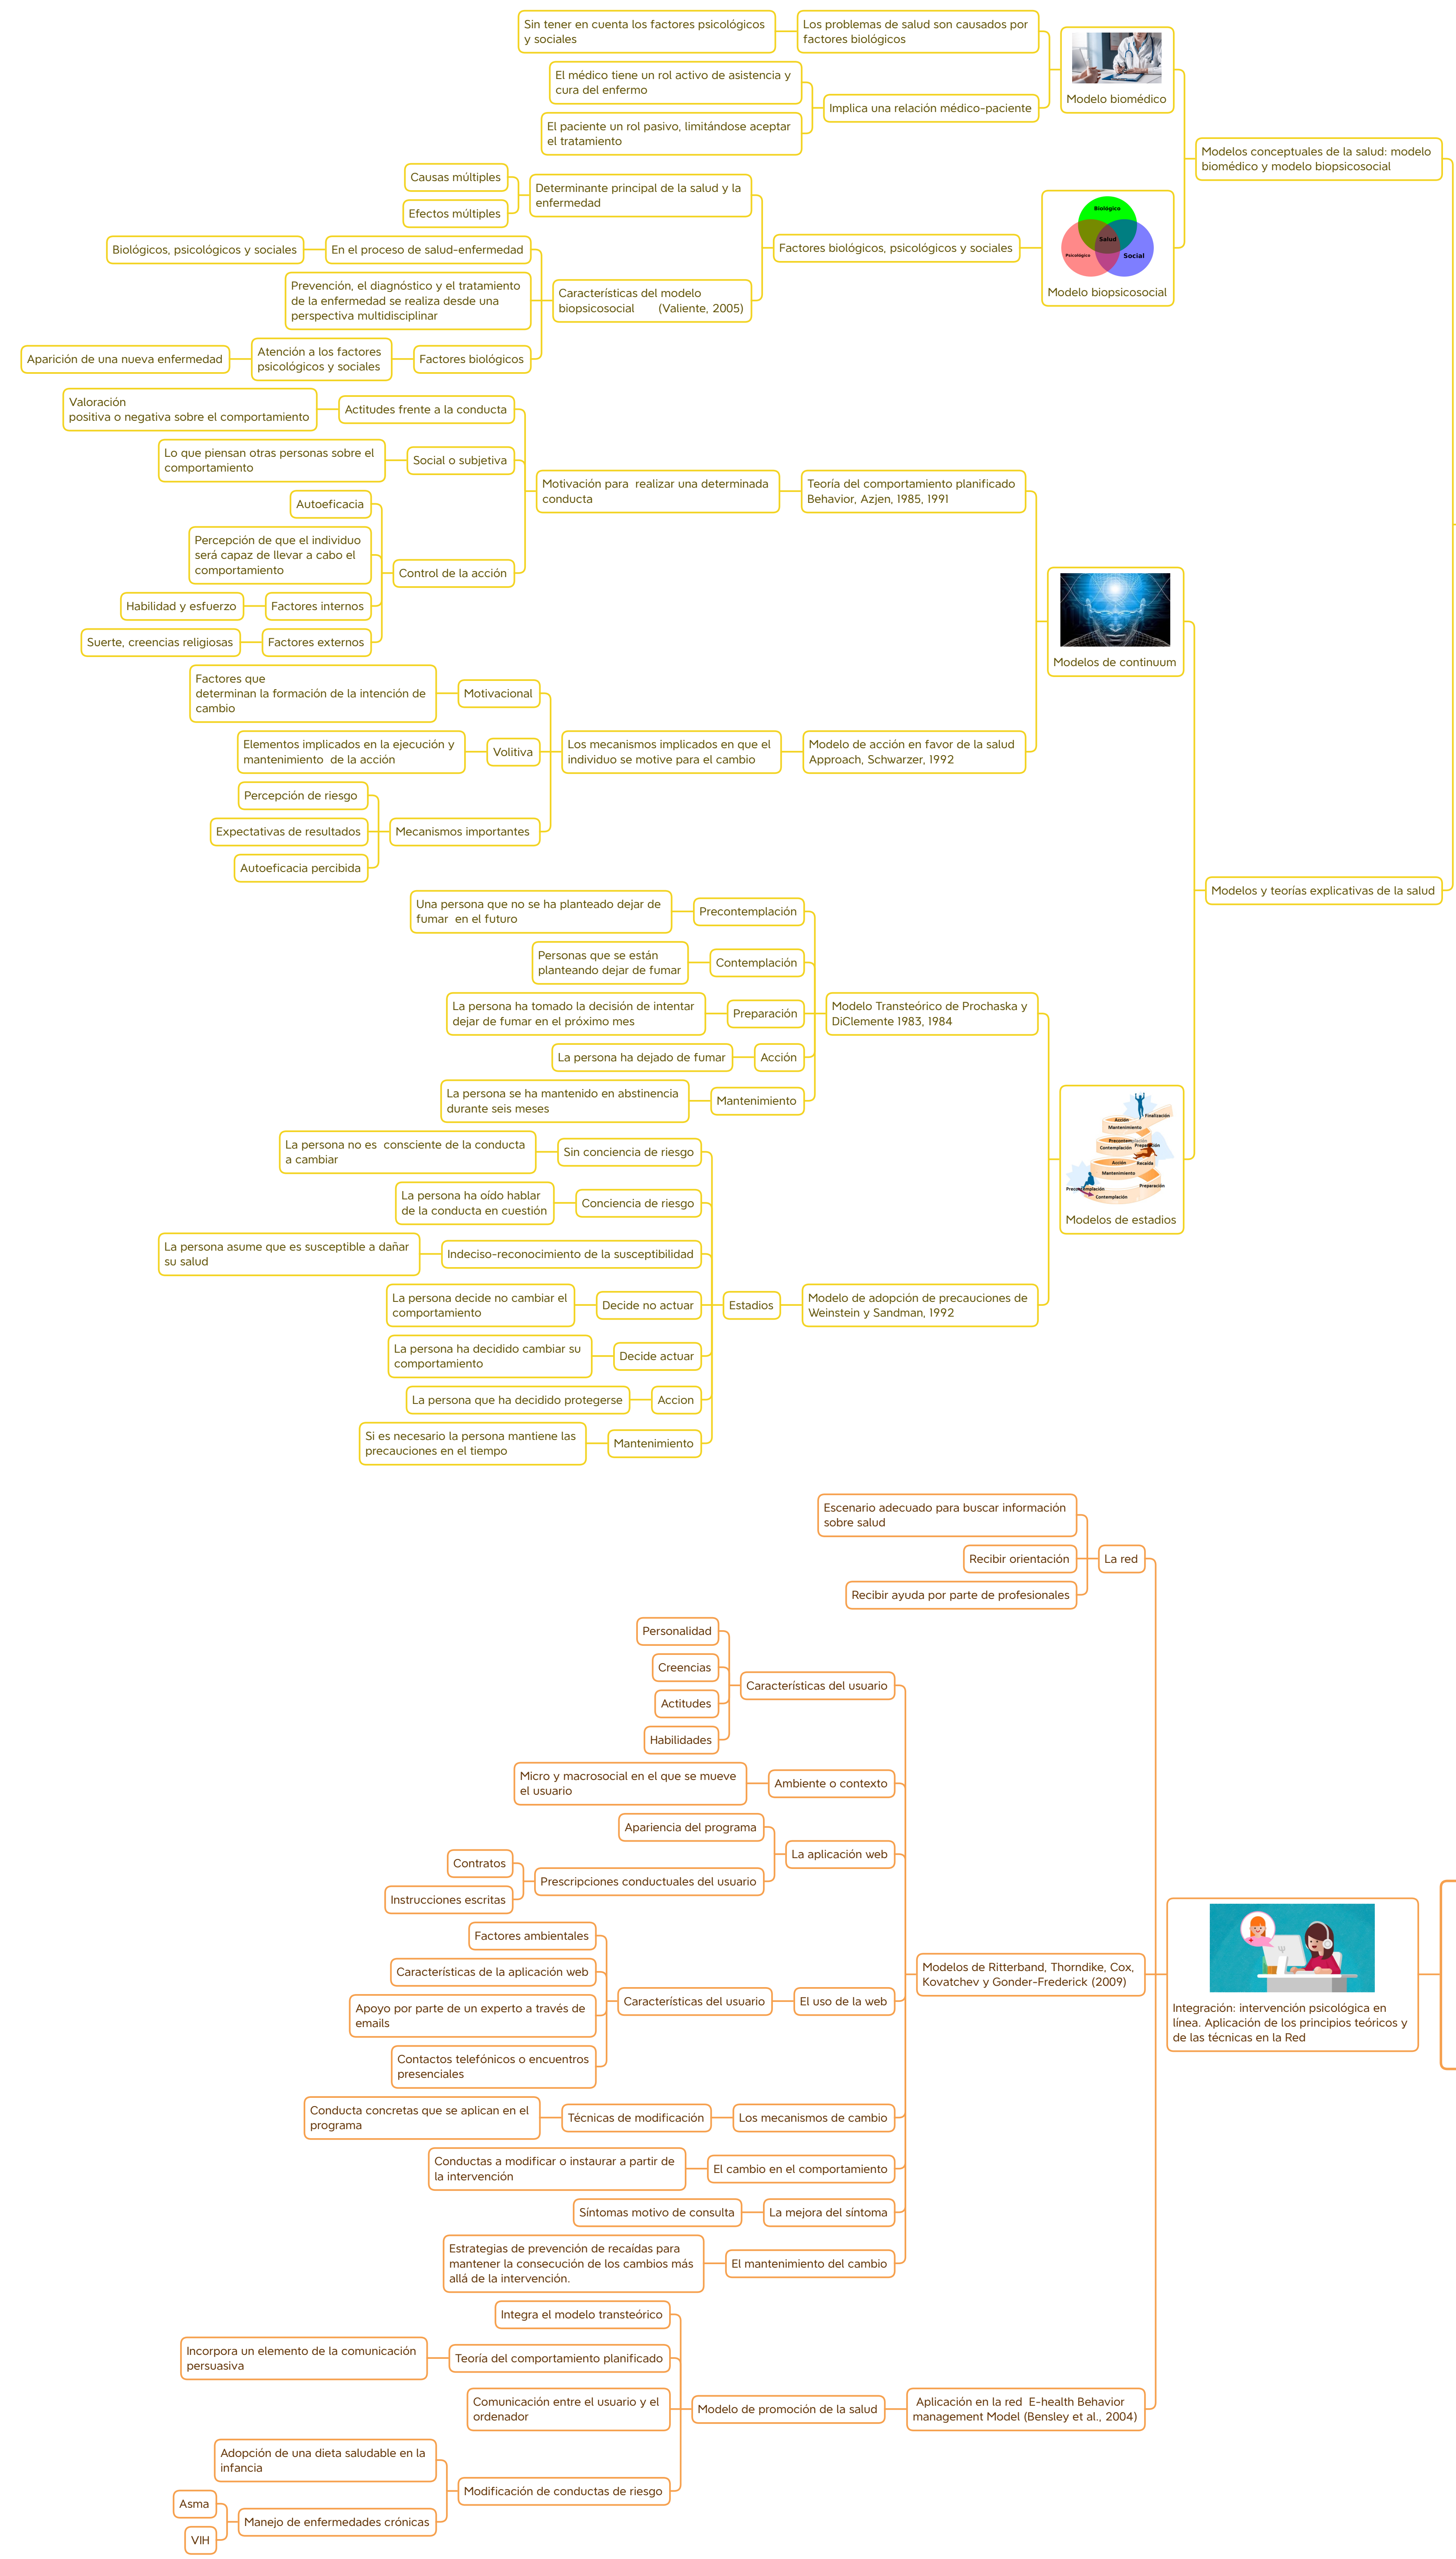 Sin tener en cuenta los factores psicológicos
y sociales
Los problemas de salud son causados por
factores biológicos
El médico tiene un rol activo de asistencia y
cura del enfermo
El paciente un rol pasivo, limitándose aceptar
el tratamiento
Implica una relación médico-paciente
Modelo biomédico
Modelos conceptuales de la salud: modelo
biomédico y modelo biopsicosocial
Causas múltiples
Efectos múltiples
Determinante principal de la salud y la
enfermedad
Biológicos, psicológicos y sociales
En el proceso de salud-enfermedad
Prevención, el diagnóstico y el tratamiento
de la enfermedad se realiza desde una
perspectiva multidisciplinar
Características del modelo
biopsicosocial (Valiente, 2005)
Aparición de una nueva enfermedad
Atención a los factores
psicológicos y sociales
Factores biológicos
Factores biológicos, psicológicos y sociales
Biológico
Salud
Psicológico
Social
Modelo biopsicosocial
Valoración
positiva o negativa sobre el comportamiento
Actitudes frente a la conducta
Lo que piensan otras personas sobre el
comportamiento
Social o subjetiva
Autoeficacia
Percepción de que el individuo
será capaz de llevar a cabo el
comportamiento
Habilidad y esfuerzo
Factores internos
Suerte, creencias religiosas
Factores externos
Control de la acción
Motivación para realizar una determinada
conducta
Teoría del comportamiento planificado
Behavior, Azjen, 1985, 1991
Factores que
determinan la formación de la intención de
cambio
Motivacional
Elementos implicados en la ejecución y
mantenimiento de la acción
Volitiva
Percepción de riesgo
Expectativas de resultados
Autoeficacia percibida
Mecanismos importantes
Los mecanismos implicados en que el
individuo se motive para el cambio
Modelo de acción en favor de la salud
Approach, Schwarzer, 1992
Modelos de continuum
Modelos y teorías explicativas de la salud
Una persona que no se ha planteado dejar de
fumar en el futuro
Precontemplación
Personas que se están
planteando dejar de fumar
Contemplación
La persona ha tomado la decisión de intentar
dejar de fumar en el próximo mes
Preparación
La persona ha dejado de fumar
Acción
La persona se ha mantenido en abstinencia
durante seis meses
Mantenimiento
Modelo Transteórico de Prochaska y
DiClemente 1983, 1984
La persona no es consciente de la conducta
a cambiar
Sin conciencia de riesgo
La persona ha oído hablar
de la conducta en cuestión
Conciencia de riesgo
La persona asume que es susceptible a dañar
su salud
Indeciso-reconocimiento de la susceptibilidad
La persona decide no cambiar el
comportamiento
Decide no actuar
La persona ha decidido cambiar su
comportamiento
Decide actuar
La persona que ha decidido protegerse
Accion
Si es necesario la persona mantiene las
precauciones en el tiempo
Mantenimiento
Estadios
Modelo de adopción de precauciones de
Weinstein y Sandman, 1992
Finalización
Acción
Mantenimiento
Precontemplación
Contemplación
Preparación
Acción
Recaída
Mantenimiento
Preparación
Precontemplación
Contemplación
Modelos de estadios
Escenario adecuado para buscar información
sobre salud
Recibir orientación
Recibir ayuda por parte de profesionales
La red
Personalidad
Creencias
Actitudes
Habilidades
Características del usuario
Micro y macrosocial en el que se mueve
el usuario
Ambiente o contexto
Apariencia del programa
Contratos
Instrucciones escritas
Prescripciones conductuales del usuario
La aplicación web
Factores ambientales
Características de la aplicación web
Apoyo por parte de un experto a través de
emails
Contactos telefónicos o encuentros
presenciales
Características del usuario
El uso de la web
Conducta concretas que se aplican en el
programa
Técnicas de modificación
Los mecanismos de cambio
Conductas a modificar o instaurar a partir de
la intervención
El cambio en el comportamiento
Síntomas motivo de consulta
La mejora del síntoma
Estrategias de prevención de recaídas para
mantener la consecución de los cambios más
allá de la intervención.
El mantenimiento del cambio
Modelos de Ritterband, Thorndike, Cox,
Kovatchev y Gonder-Frederick (2009)
Integración: intervención psicológica en
línea. Aplicación de los principios teóricos y
de las técnicas en la Red
Integra el modelo transteórico
Incorpora un elemento de la comunicación
persuasiva
Teoría del comportamiento planificado
Comunicación entre el usuario y el
ordenador
Adopción de una dieta saludable en la
infancia
Asma
VIH
Manejo de enfermedades crónicas
Modificación de conductas de riesgo
Modelo de promoción de la salud
Aplicación en la red E-health Behavior
management Model (Bensley et al., 2004)